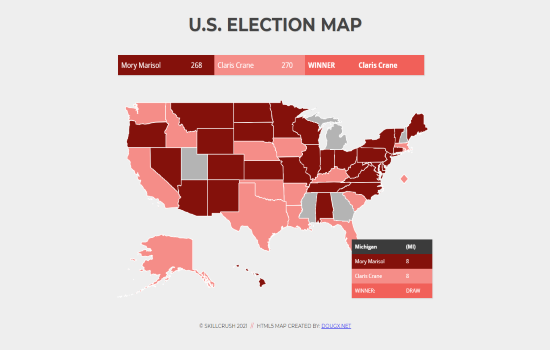 U.S. ELECTION MAP
Mory Marisol 268 Claris Crane 270 WINNER Claris Crane
Michigan (MI)
Mory Marisol 8
Claris Crane 8
WINNER: DRAW
© SKILLCRUSH 2021 // HTML5 MAP CREATED BY: DOUGX.NET